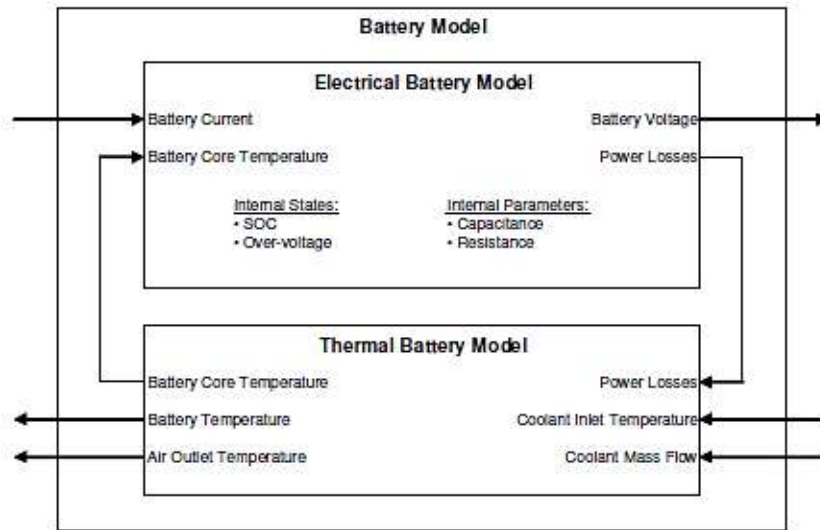 Battery Model
Electrical Battery Model
Battery Current
Battery Voltage
Battery Core Temperature
Power Losses
Internal States:
• SOC
• Over-voltage
Internal Parameters:
• Capacitance
• Resistance
Thermal Battery Model
Battery Core Temperature
Power Losses
Battery Temperature
Coolant Inlet Temperature
Air Outlet Temperature
Coolant Mass Flow